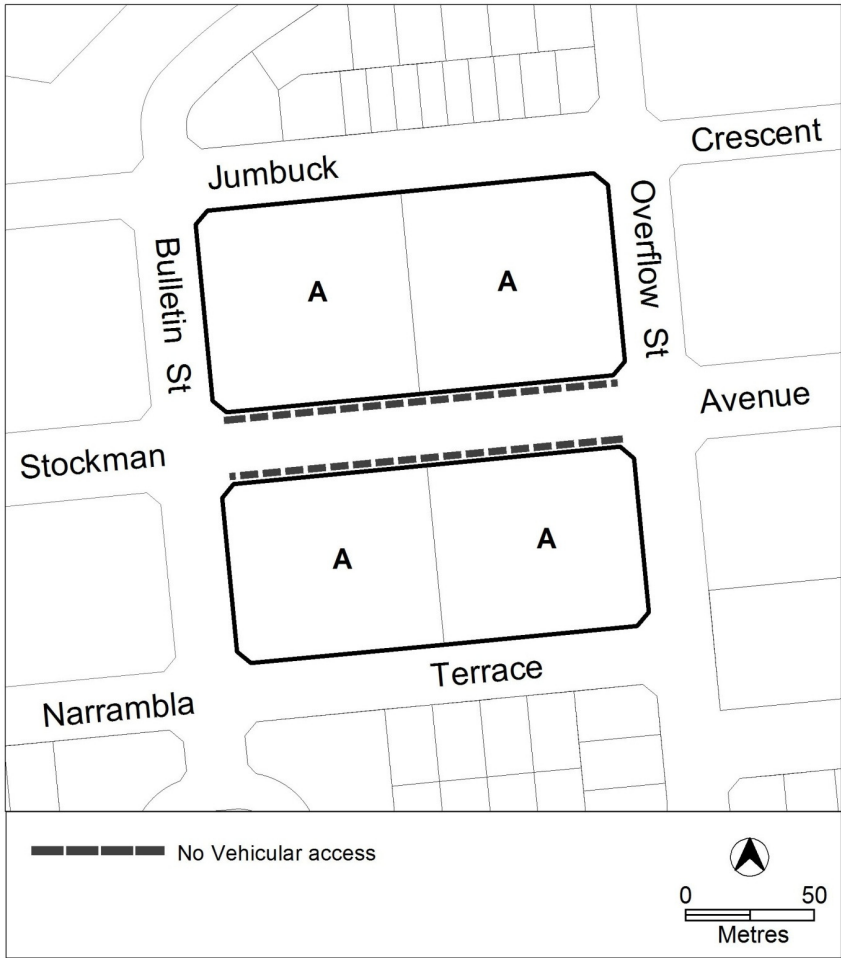 Crescent
Jumbuck
Overflow St
Bulletin St
A
A
Avenue
Stockman
A
A
Terrace
Narrambla
No Vehicular access
0 50
Metres